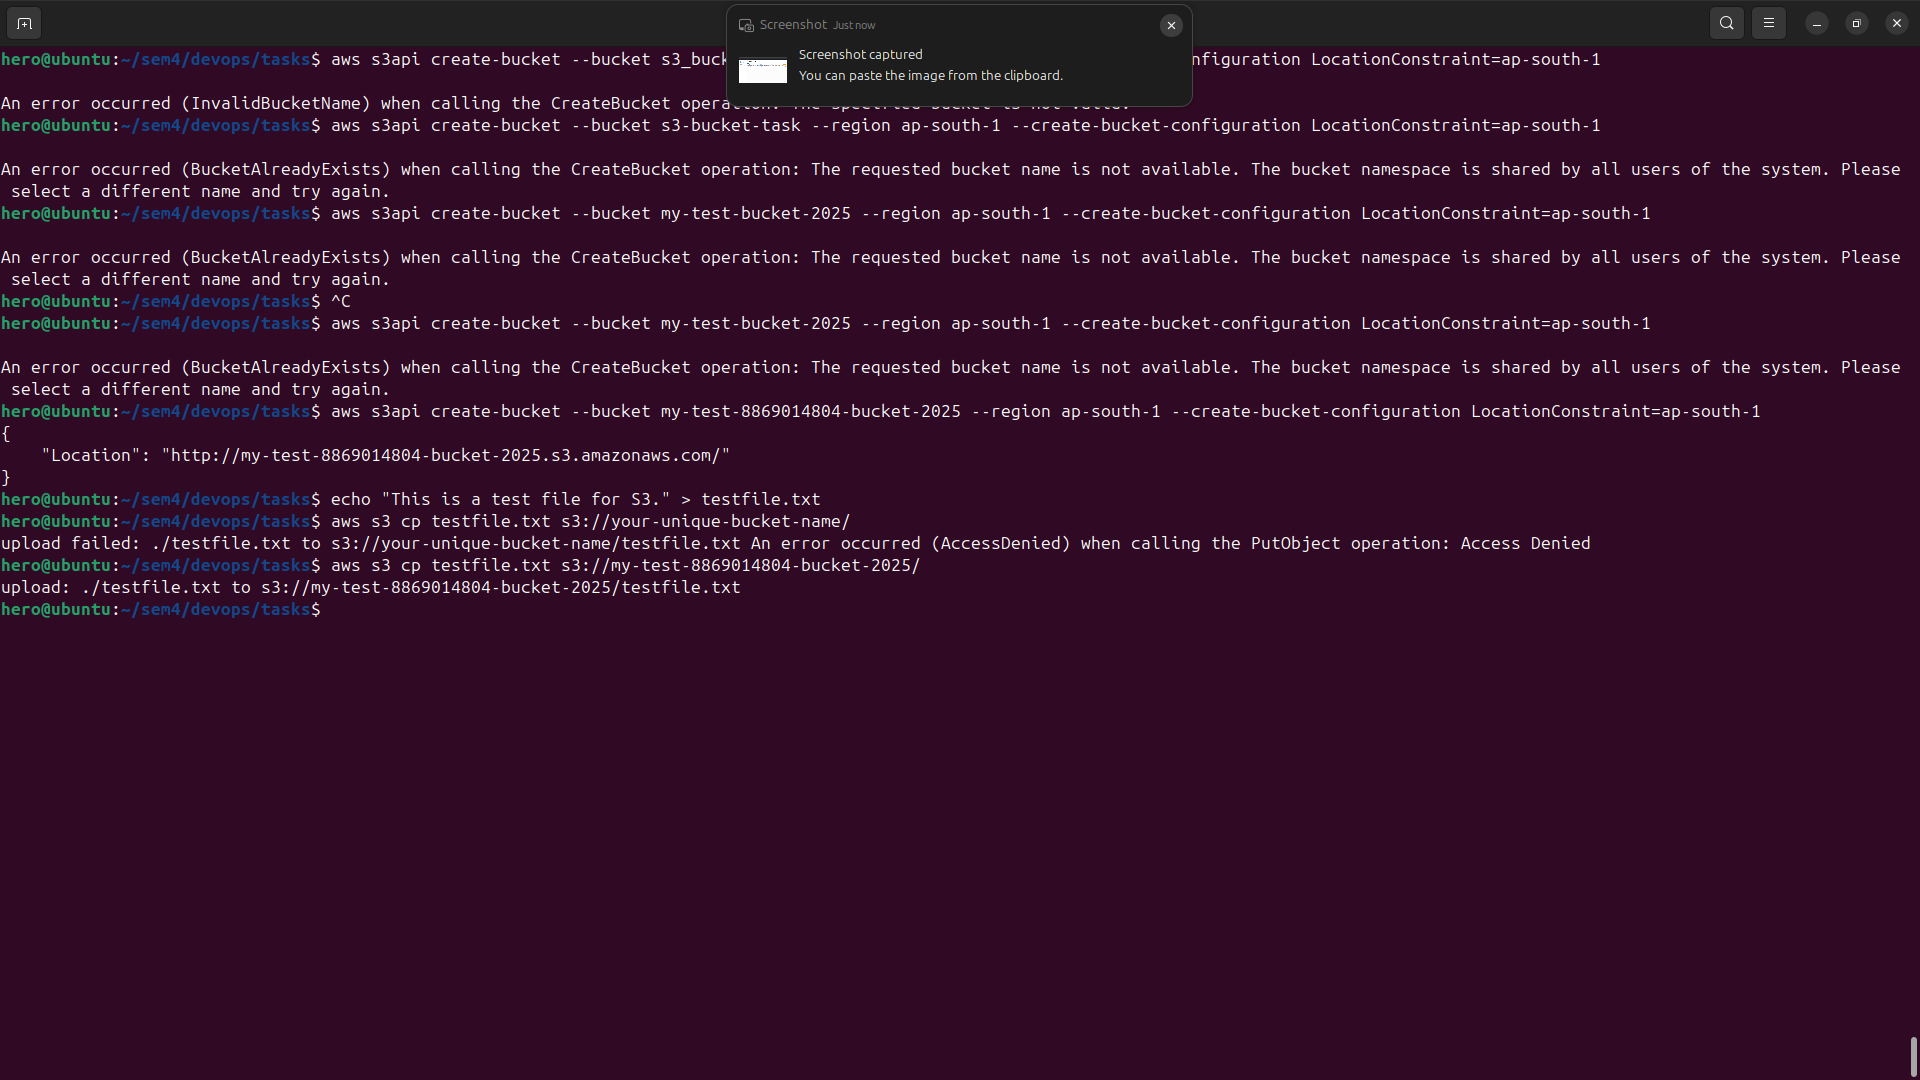 Screenshot Just now
Screenshot captured
You can paste the image from the clipboard.
hero@ubuntu:~/sem4/devops/tasks$ aws s3api create-bucket --bucket LocationConstraint=ap-south-1

An error occurred (InvalidBucketName) when calling the CreateBucket
hero@ubuntu:~/sem4/devops/tasks$ aws s3api create-bucket --bucket s3-bucket-task --region ap-south-1 --create-bucket-configuration LocationConstraint=ap-south-1

An error occurred (BucketAlreadyExists) when calling the CreateBucket operation: The requested bucket name is not available. The bucket namespace is shared by all users of the system. Please
 select a different name and try again.
hero@ubuntu:~/sem4/devops/tasks$ aws s3api create-bucket --bucket my-test-bucket-2025 --region ap-south-1 --create-bucket-configuration LocationConstraint=ap-south-1

An error occurred (BucketAlreadyExists) when calling the CreateBucket operation: The requested bucket name is not available. The bucket namespace is shared by all users of the system. Please
 select a different name and try again.
hero@ubuntu:~/sem4/devops/tasks$ ^C
hero@ubuntu:~/sem4/devops/tasks$ aws s3api create-bucket --bucket my-test-bucket-2025 --region ap-south-1 --create-bucket-configuration LocationConstraint=ap-south-1

An error occurred (BucketAlreadyExists) when calling the CreateBucket operation: The requested bucket name is not available. The bucket namespace is shared by all users of the system. Please
 select a different name and try again.
hero@ubuntu:~/sem4/devops/tasks$ aws s3api create-bucket --bucket my-test-8869014804-bucket-2025 --region ap-south-1 --create-bucket-configuration LocationConstraint=ap-south-1
{
    "Location": "http://my-test-8869014804-bucket-2025.s3.amazonaws.com/"
}
hero@ubuntu:~/sem4/devops/tasks$ echo "This is a test file for S3." > testfile.txt
hero@ubuntu:~/sem4/devops/tasks$ aws s3 cp testfile.txt s3://your-unique-bucket-name/
upload failed: ./testfile.txt to s3://your-unique-bucket-name/testfile.txt An error occurred (AccessDenied) when calling the PutObject operation: Access Denied
hero@ubuntu:~/sem4/devops/tasks$ aws s3 cp testfile.txt s3://my-test-8869014804-bucket-2025/
upload: ./testfile.txt to s3://my-test-8869014804-bucket-2025/testfile.txt
hero@ubuntu:~/sem4/devops/tasks$